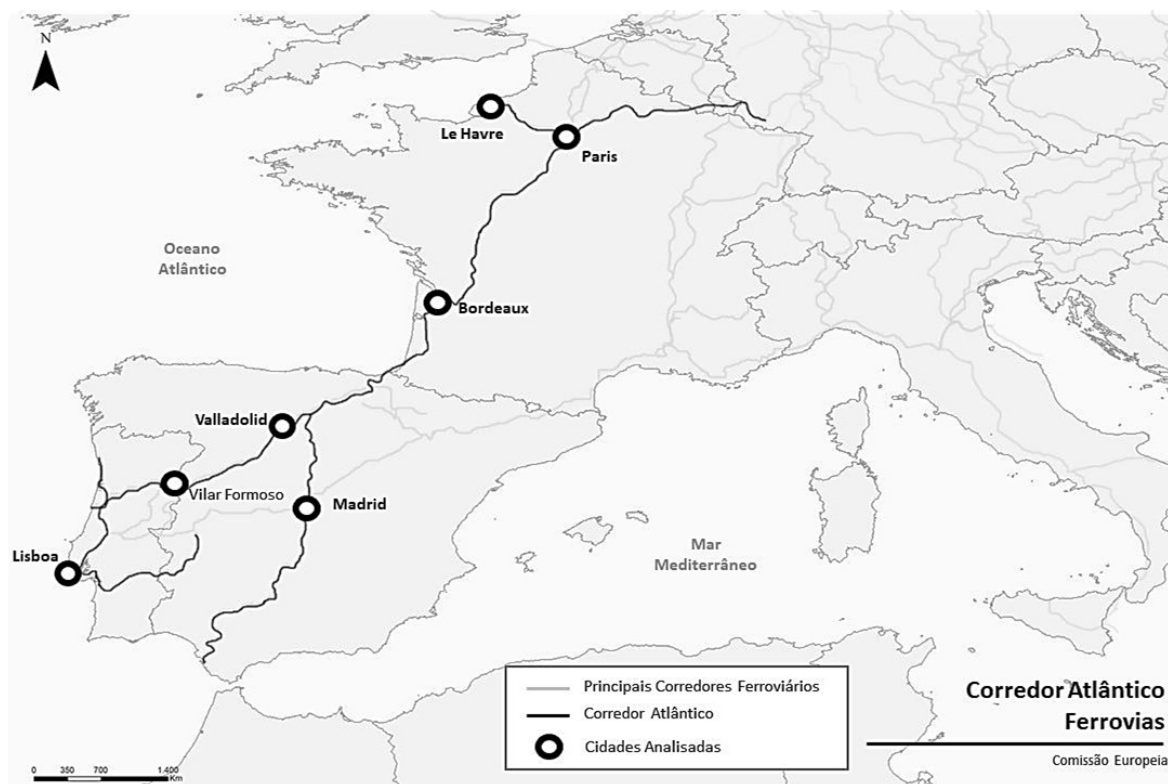 N
Le Havre
Paris
Oceano
Atlântico
Bordeaux
Valladolid
Vilar Formoso
Madrid
Lisboa
Mar
Mediterrâneo
Principais Corredores Ferroviários
Corredor Atlântico
Cidades Analisadas
Corredor Atlântico
Ferrovias
Comissão Europeia
0 350 700 1.400
Km